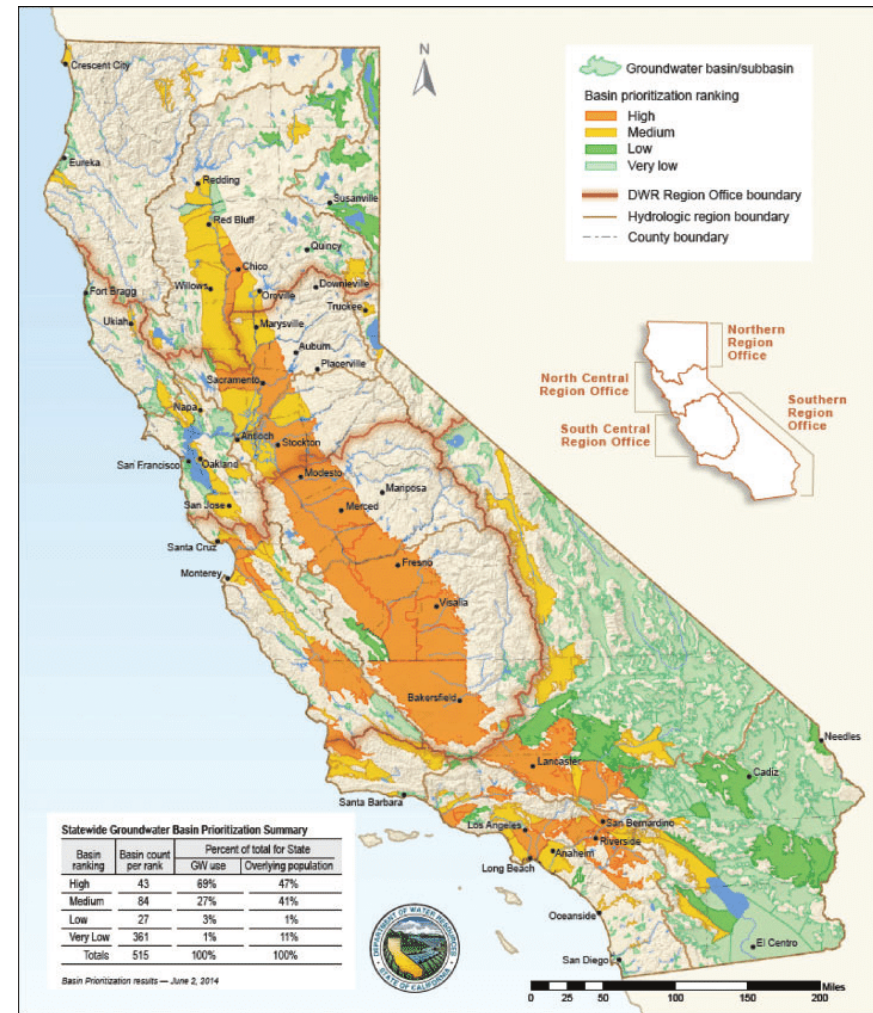 N
Groundwater basin/subbasin
Basin prioritization ranking
High
Medium
Low
Very low
DWR Region Office boundary
Hydrologic region boundary
County boundary
Crescent City
Eureka
Redding
Red Bluff
Susanville
Quincy
Chico
Willows
Oroville
Downieville
Fort Bragg
Ukiah
Truckee
Marysville
Auburn
Placerville
Sacramento
Napa
Antioch
Stockton
San Francisco
Oakland
Modesto
Mariposa
San Jose
Merced
Santa Cruz
Monterey
Fresno
Visalia
Bakersfield
Northern
Region
Office
North Central
Region Office
Southern
Region
Office
South Central
Region Office
Needles
Lancaster
Cadiz
Santa Barbara
Los Angeles
San Bernardino
Riverside
Anaheim
Long Beach
Oceanside
El Centro
San Diego
Statewide Groundwater Basin Prioritization Summary
Basin ranking Basin count per rank Percent of total for State
GW use Overlying population
High 43 69% 47%
Medium 84 27% 41%
Low 27 3% 1%
Very Low 361 1% 11%
Totals 515 100% 100%
Basin Prioritization results — June 2, 2014
DEPARTMENT OF WATER RESOURCES
STATE OF CALIFORNIA
Miles
0 25 50 100 150 200